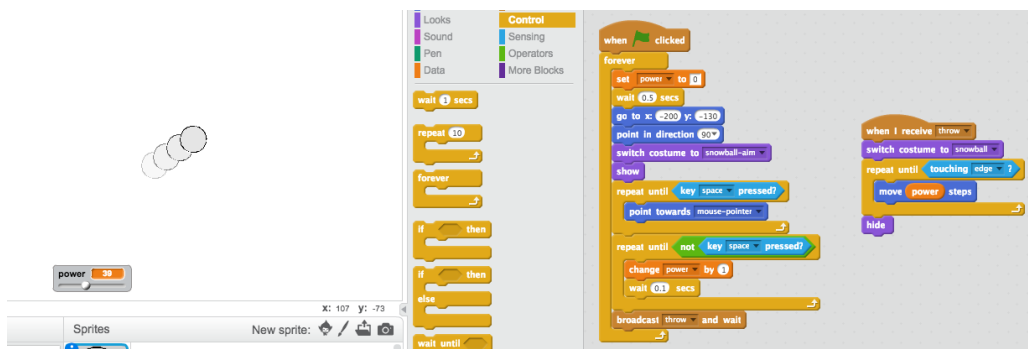 power 39
x: 107 y: -73
Sprites New sprite:
Looks Control
Sound Sensing
Pen Operators
Data More Blocks
wait 1 secs
repeat 10
forever
if then
if then
else
wait until
when clicked
forever
set power to 0
wait 0.5 secs
go to x: -200 y: -130
point in direction 90
switch costume to snowball-aim
show
repeat until key space pressed?
point towards mouse-pointer
repeat until not key space pressed?
change power by 1
wait 0.1 secs
broadcast throw and wait
when I receive throw
switch costume to snowball
repeat until touching edge ?
move power steps
hide